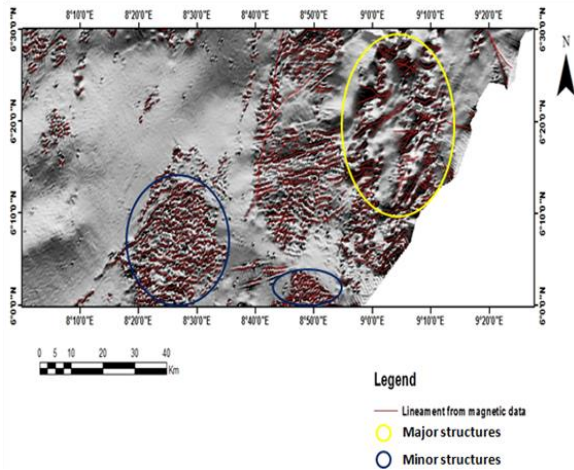 8°10'0"E 8°20'0"E 8°30'0"E 8°40'0"E 8°50'0"E 9°0'0"E 9°10'0"E 9°20'0"E
6°30'0"N 6°30'0"N
N
6°20'0"N 6°20'0"N
6°10'0"N 6°10'0"N
6°0'0"N 6°0'0"N
8°10'0"E 8°20'0"E 8°30'0"E 8°40'0"E 8°50'0"E 9°0'0"E 9°10'0"E 9°20'0"E
0 5 10 20 30 40
Km
Legend
Lineament from magnetic data
Major structures
Minor structures